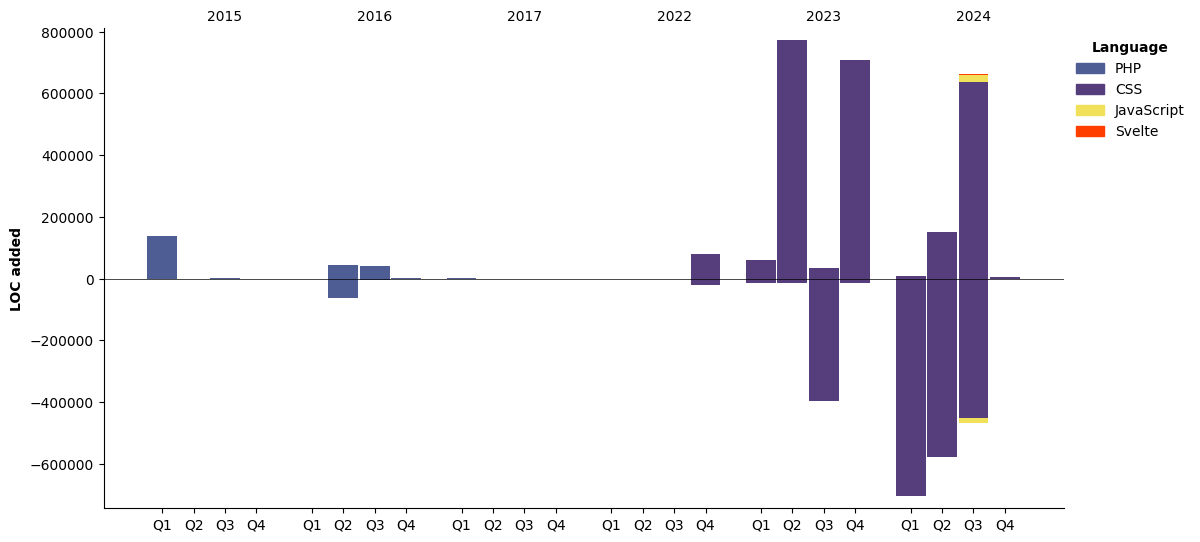 2015 2016 2017 2022 2023 2024
LOC added
800000
600000
400000
200000
0
−200000
−400000
−600000
Q1 Q2 Q3 Q4 Q1 Q2 Q3 Q4 Q1 Q2 Q3 Q4 Q1 Q2 Q3 Q4 Q1 Q2 Q3 Q4 Q1 Q2 Q3 Q4
Language
PHP
CSS
JavaScript
Svelte